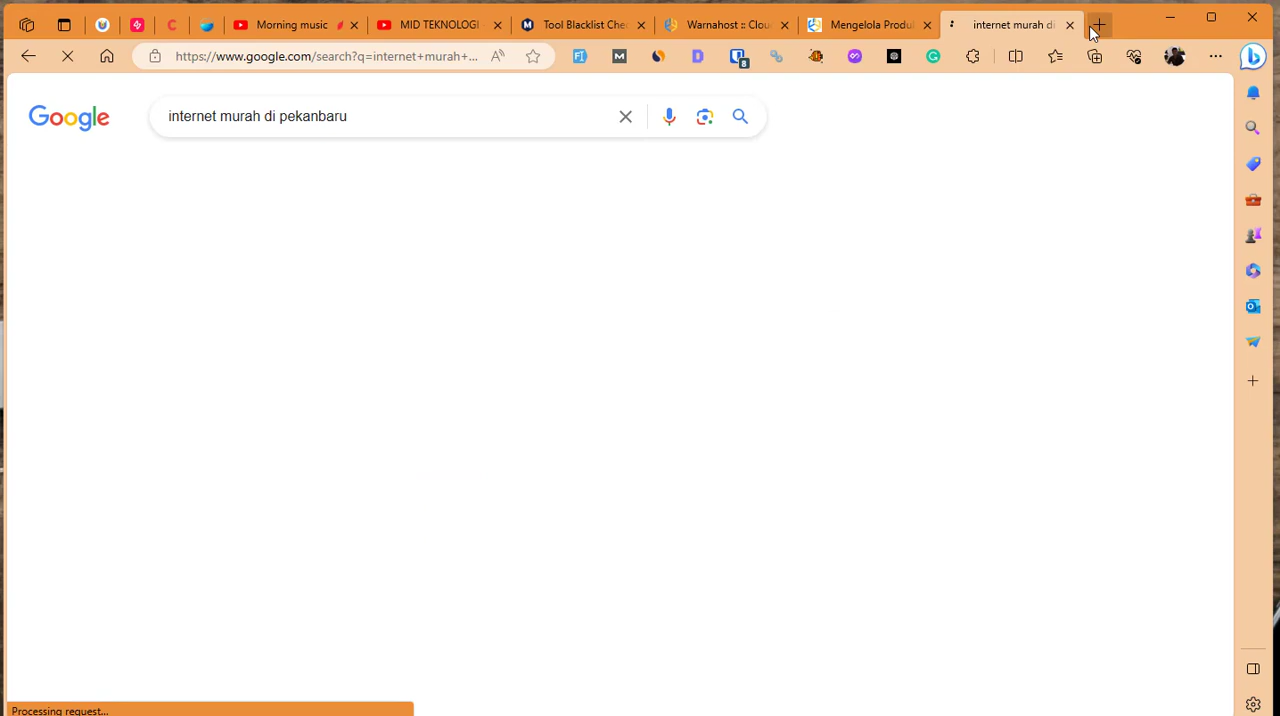 Morning music
MID TEKNOLOGI -
Tool Blacklist Che
Warnahost :: Clou
Mengelola Produ
internet murah di
https://www.google.com/search?q=internet+murah+...
8
Google
internet murah di pekanbaru
Processing request...